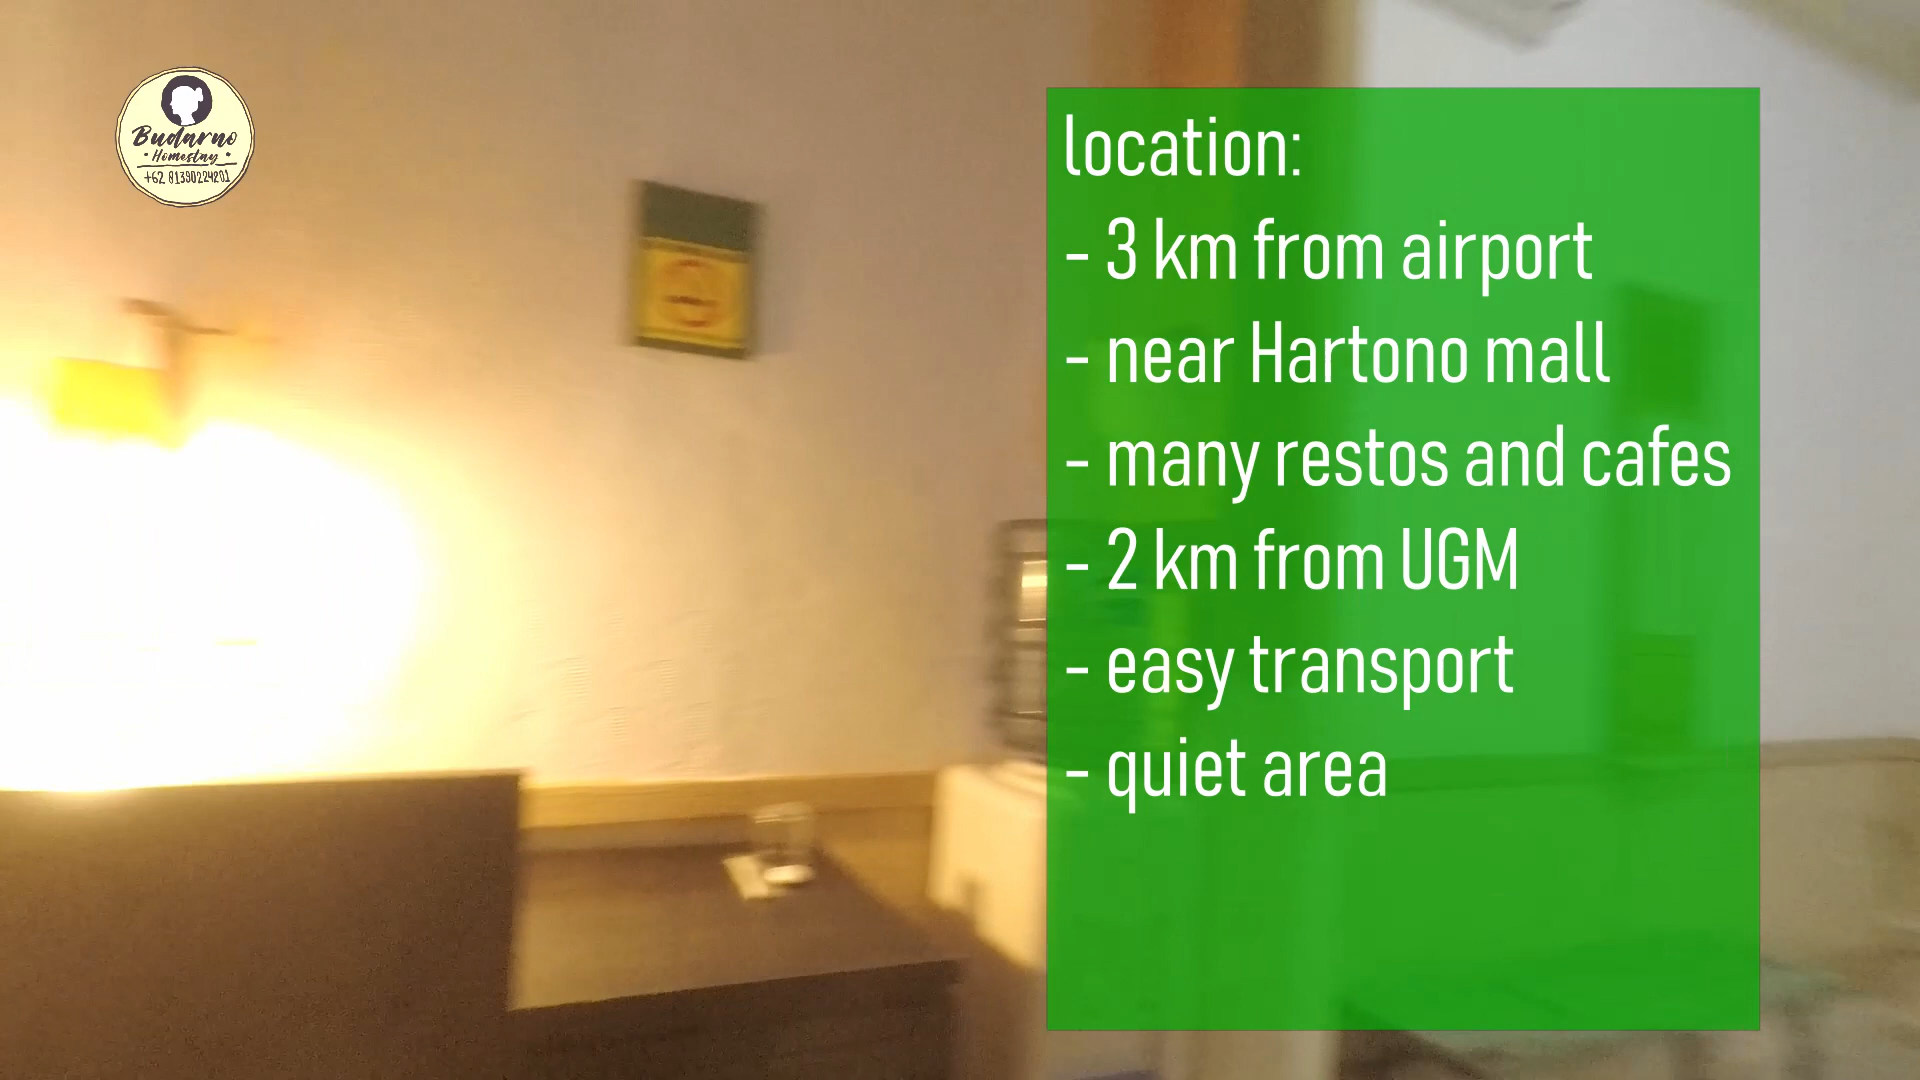 Budarno
Homestay
+62 81390224201
location:
- 3 km from airport
- near Hartono mall
- many restos and cafes
- 2 km from UGM
- easy transport
- quiet area